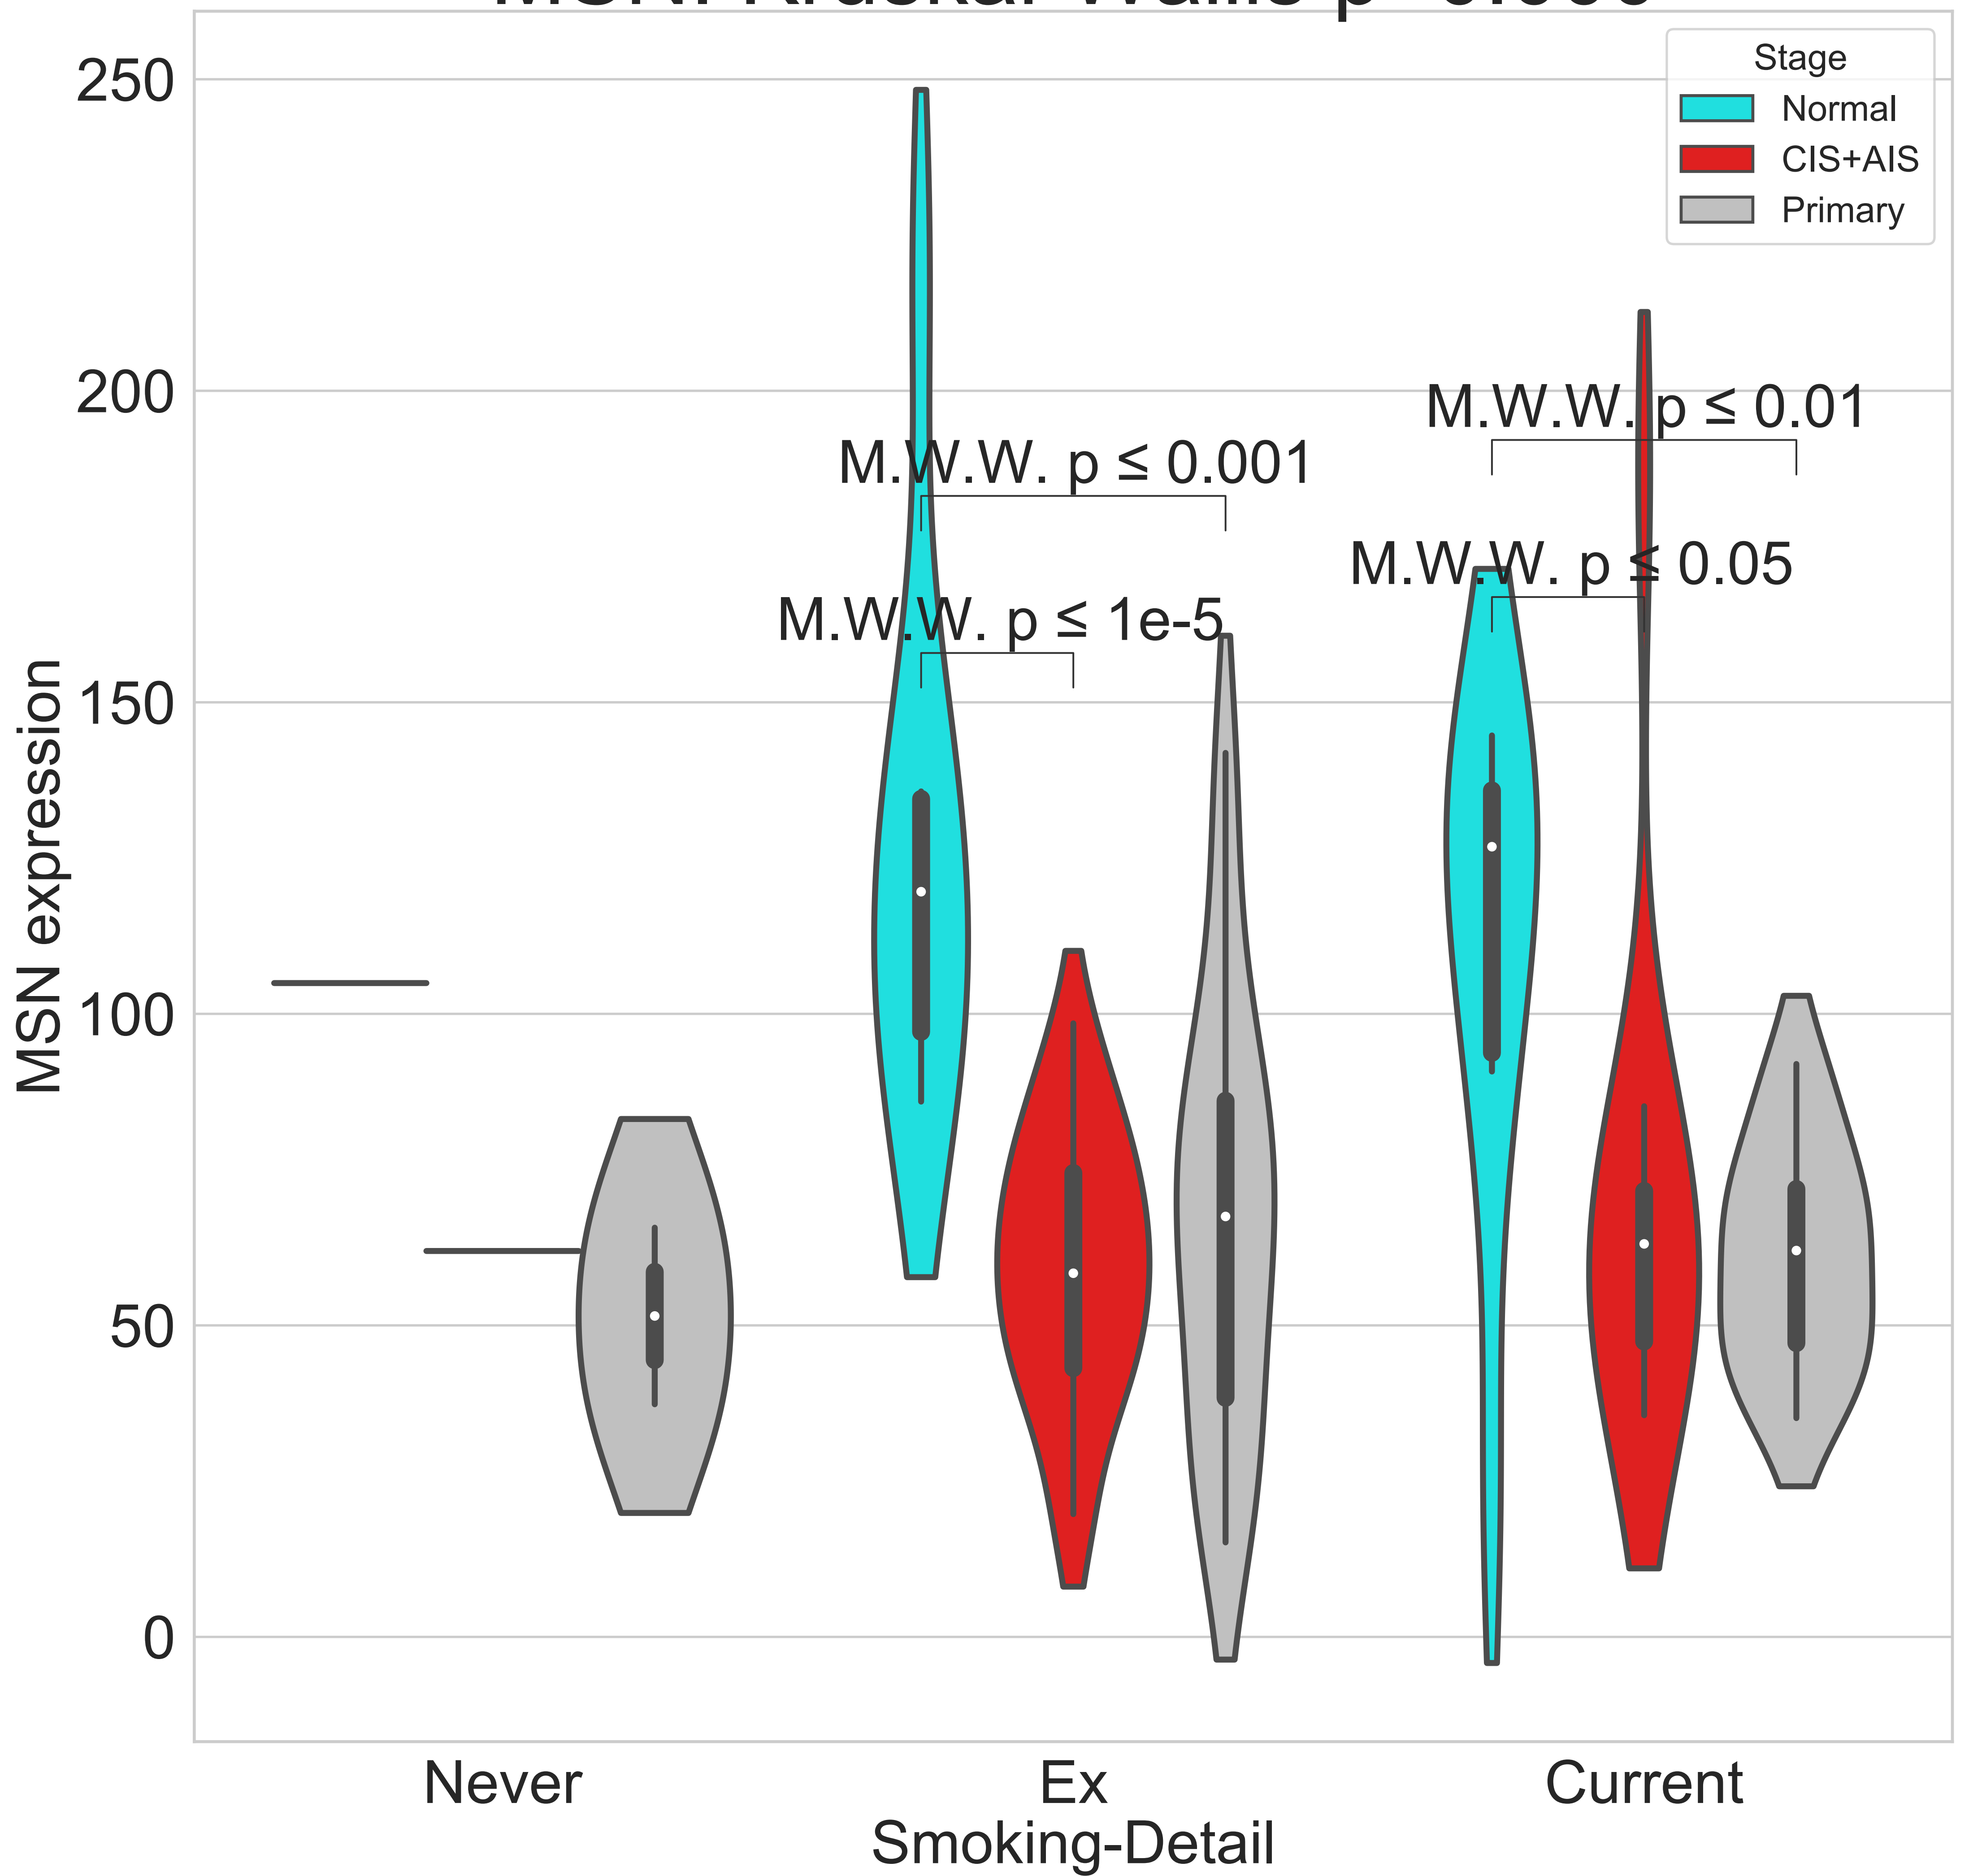 Stage
Normal
CIS+AIS
Primary
250
200
150
100
50
0
MSN expression
M.W.W. p ≤ 0.01
M.W.W. p ≤ 0.001
M.W.W. p ≤ 0.05
M.W.W. p ≤ 1e-5
Never
Ex
Current
Smoking-Detail